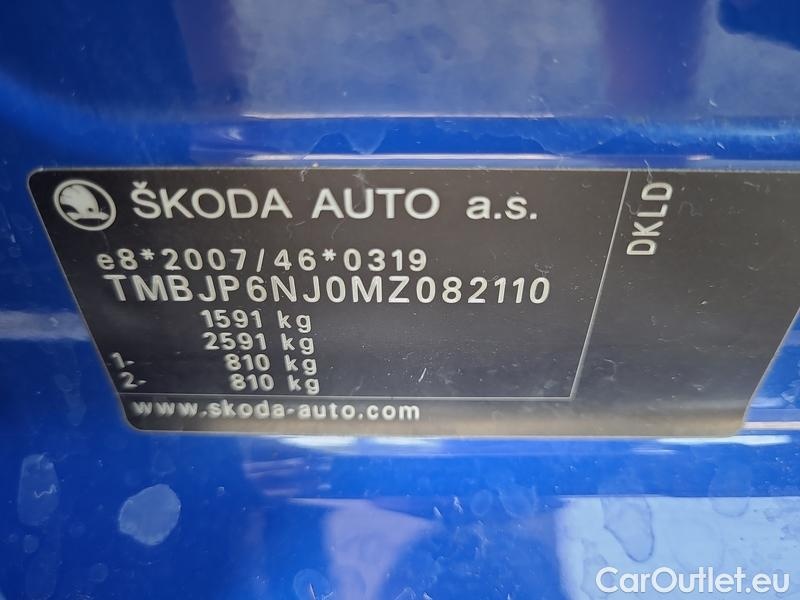 ŠKODA AUTO a.s.
e8*2007/46*0319
TMBJP6NJ0MZ082110
1591 kg
2591 kg
1- 810 kg
2- 810 kg
www.skoda-auto.com
DKLD
CarOutlet.eu